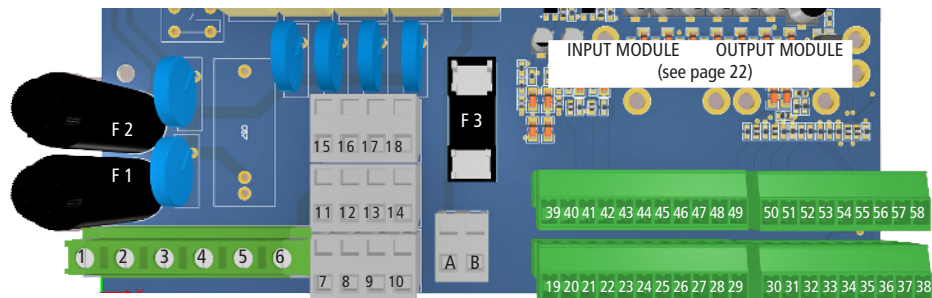 INPUT MODULE OUTPUT MODULE
(see page 22)
F 2
F 3
F 1
15 16 17 18
11 12 13 14
39 40 41 42 43 44 45 46 47 48 49 50 51 52 53 54 55 56 57 58
1 2 3 4 5 6
A B
7 8 9 10
19 20 21 22 23 24 25 26 27 28 29 30 31 32 33 34 35 36 37 38